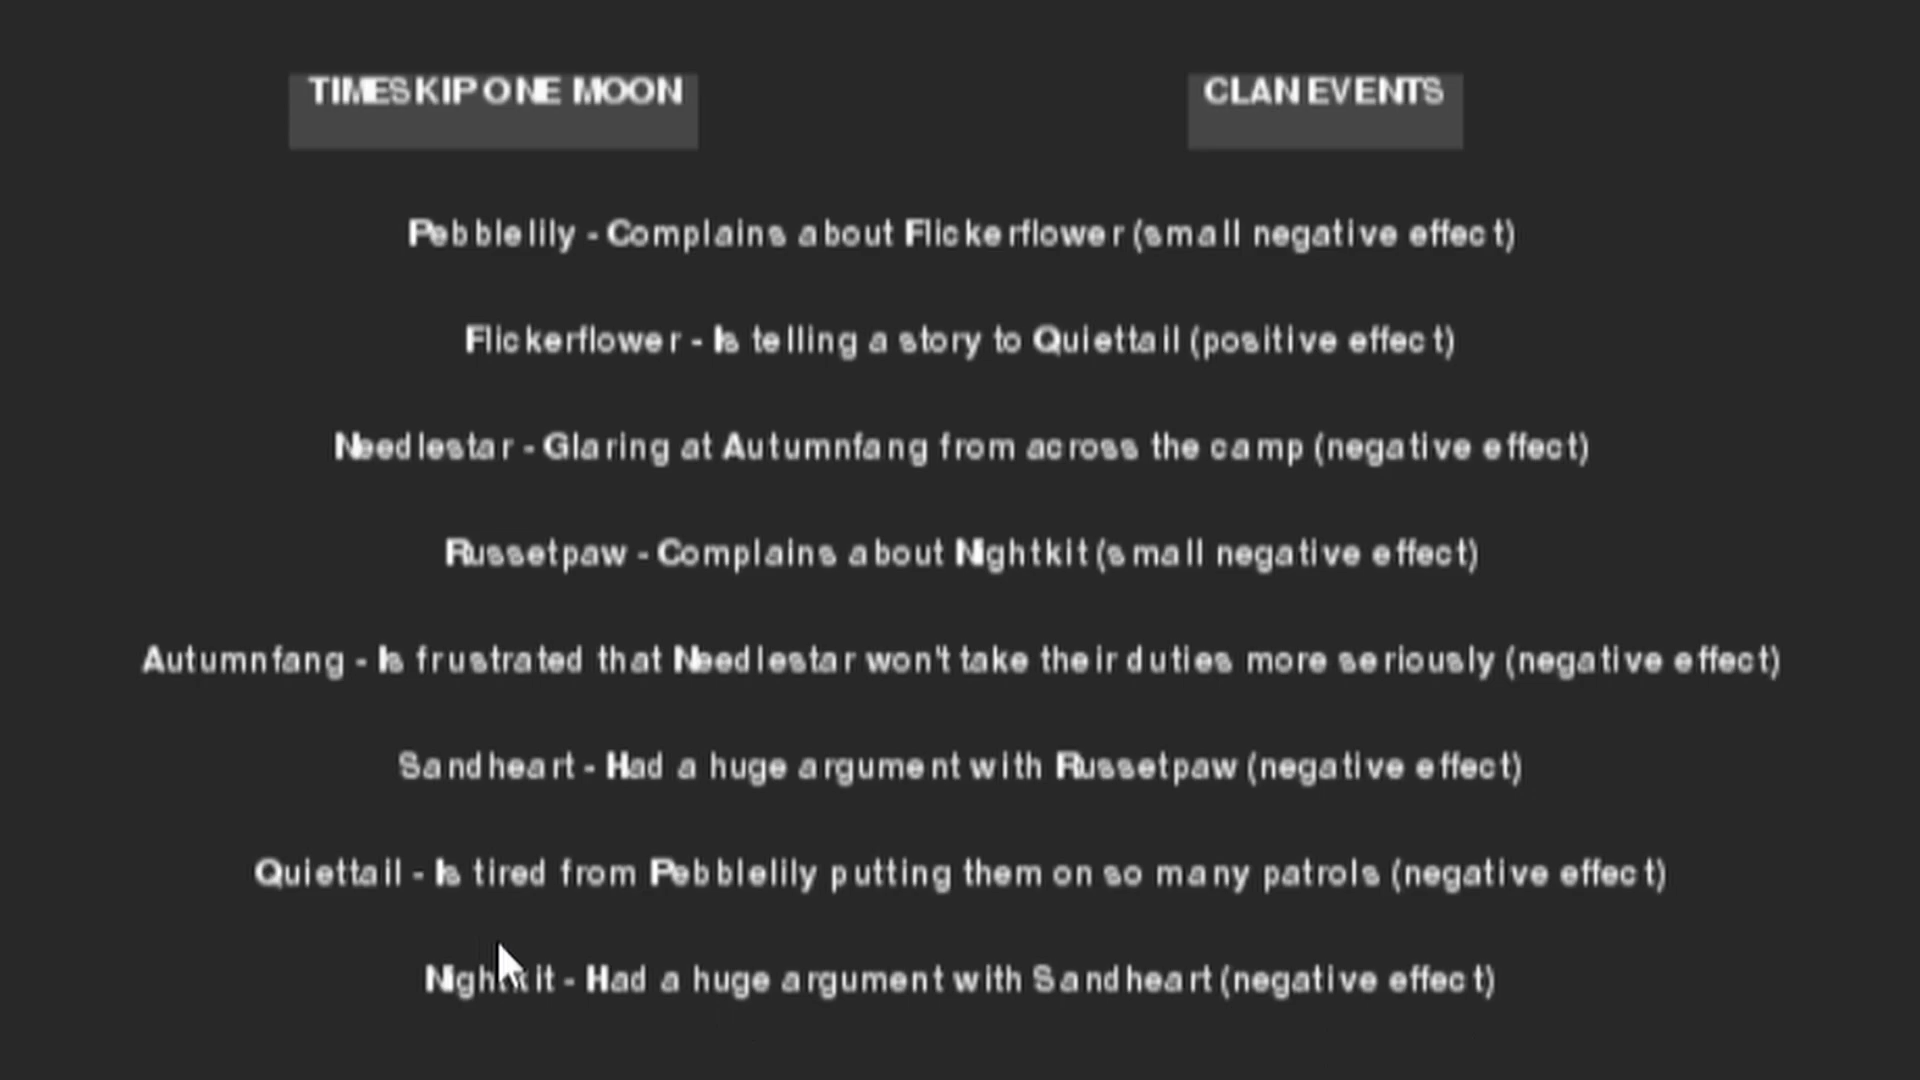 TIMESKIP ONE MOON
CLAN EVENTS
Pebblelily - Complains about Flickerflower (small negative effect)
Flickerflower - Is telling a story to Quiettail (positive effect)
Needlestar - Glaring at Autumnfang from across the camp (negative effect)
Russetpaw - Complains about Nightkit (small negative effect)
Autumnfang - Is frustrated that Needlestar won't take their duties more seriously (negative effect)
Sandheart - Had a huge argument with Russetpaw (negative effect)
Quiettail - Is tired from Pebblelily putting them on so many patrols (negative effect)
Nightkit - Had a huge argument with Sandheart (negative effect)